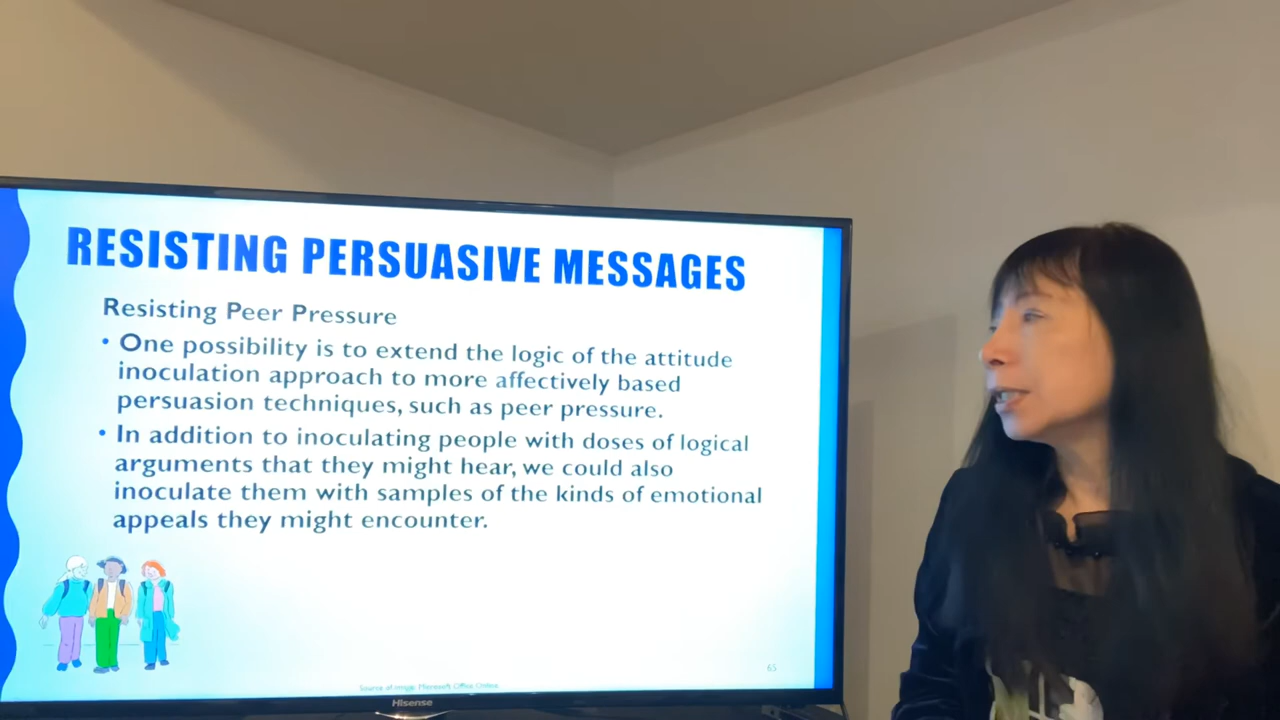 RESISTING PERSUASIVE MESSAGES
Resisting Peer Pressure
• One possibility is to extend the logic of the attitude
inoculation approach to more affectively based
persuasion techniques, such as peer pressure.
• In addition to inoculating people with doses of logical
arguments that they might hear, we could also
inoculate them with samples of the kinds of emotional
appeals they might encounter.
65
Source of image: Microsoft Office Online
Hisense